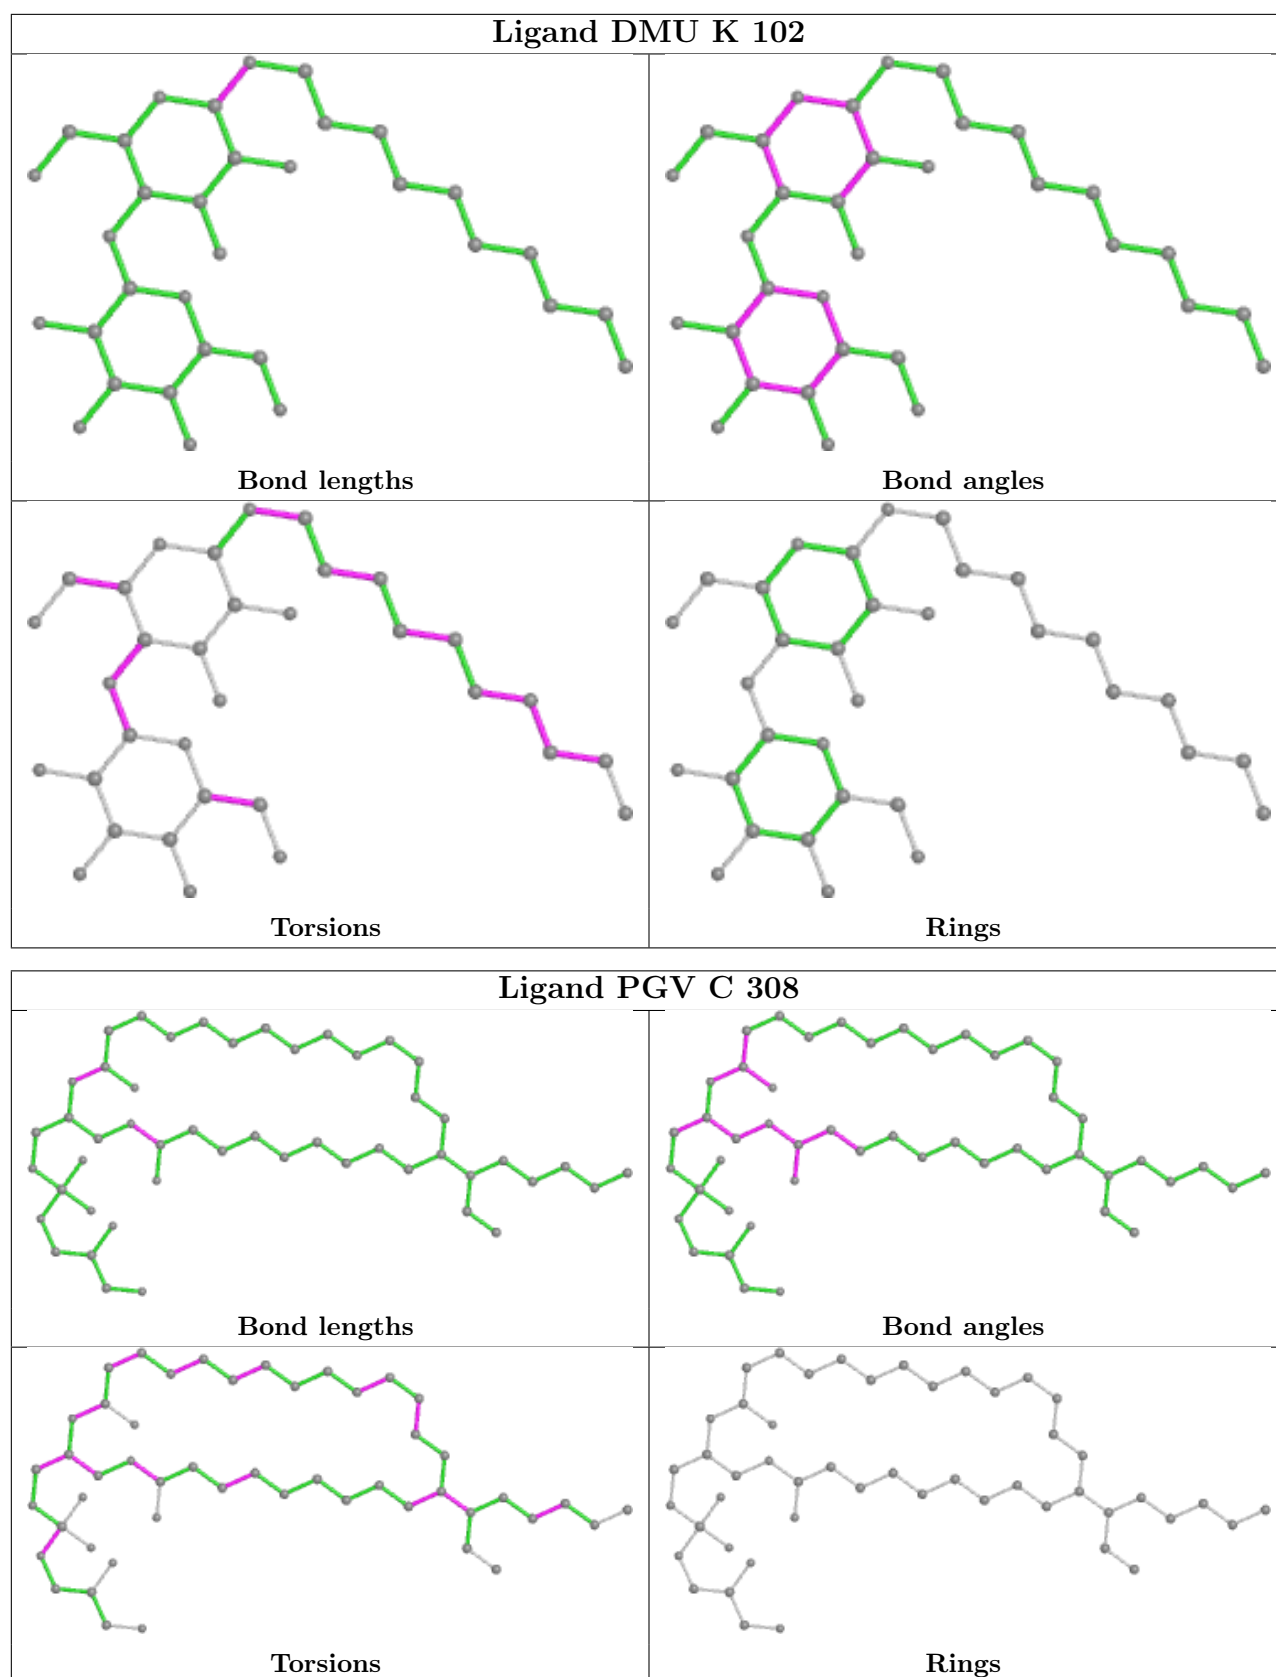 Ligand DMU K 102
Bond lengths
Bond angles
Torsions
Rings
Ligand PGV C 308
Bond lengths
Bond angles
Torsions
Rings